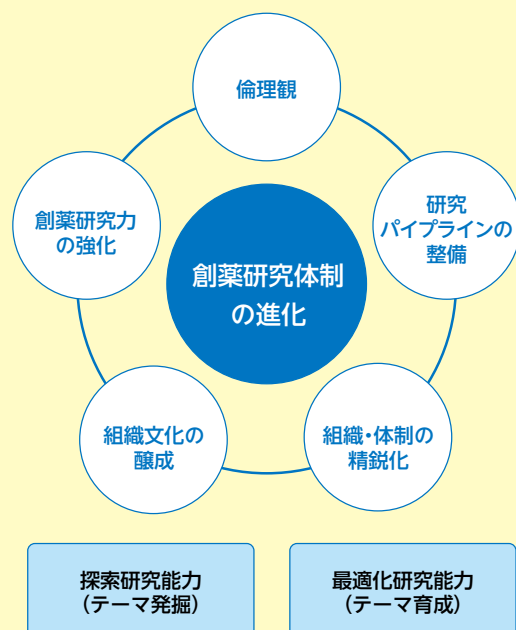 倫理観
創薬研究力
の強化
研究
パイプラインの
整備
創薬研究体制
の進化
組織文化の
醸成
組織・体制の
精鋭化
探索研究能力
(テーマ発掘)
最適化研究能力
(テーマ育成)